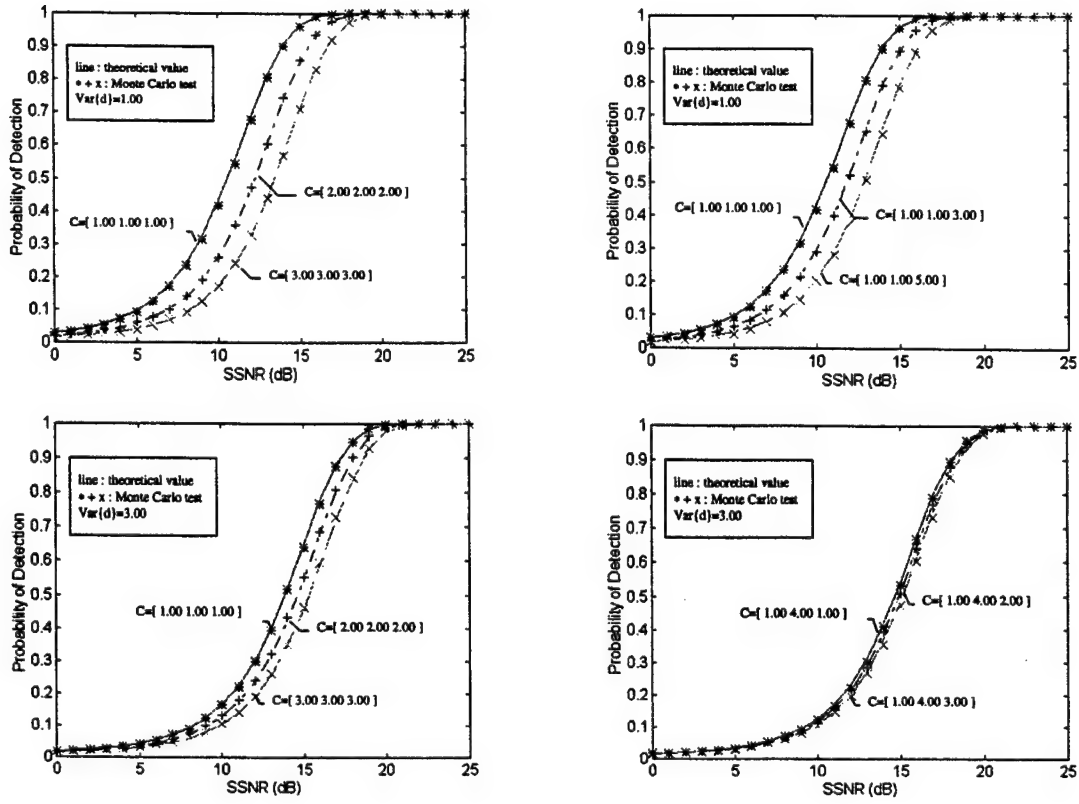 1
0.9
0.8
0.7
0.6
0.5
0.4
0.3
0.2
0.1
0
Probability of Detection
line : theoretical value
* + x : Monte Carlo test
Var{d}=1.00
C=[ 1.00 1.00 1.00 ]
C=[ 2.00 2.00 2.00 ]
C=[ 3.00 3.00 3.00 ]
0 5 10 15 20 25
SSNR (dB)
1
0.9
0.8
0.7
0.6
0.5
0.4
0.3
0.2
0.1
0
Probability of Detection
line : theoretical value
* + x : Monte Carlo test
Var{d}=1.00
C=[ 1.00 1.00 1.00 ]
C=[ 1.00 1.00 3.00 ]
C=[ 1.00 1.00 5.00 ]
0 5 10 15 20 25
SSNR (dB)
1
0.9
0.8
0.7
0.6
0.5
0.4
0.3
0.2
0.1
0
Probability of Detection
line : theoretical value
* + x : Monte Carlo test
Var{d}=3.00
C=[ 1.00 1.00 1.00 ]
C=[ 2.00 2.00 2.00 ]
C=[ 3.00 3.00 3.00 ]
0 5 10 15 20 25
SSNR (dB)
1
0.9
0.8
0.7
0.6
0.5
0.4
0.3
0.2
0.1
0
Probability of Detection
line : theoretical value
* + x : Monte Carlo test
Var{d}=3.00
C=[ 1.00 4.00 1.00 ]
C=[ 1.00 4.00 2.00 ]
C=[ 1.00 4.00 3.00 ]
0 5 10 15 20 25
SSNR (dB)